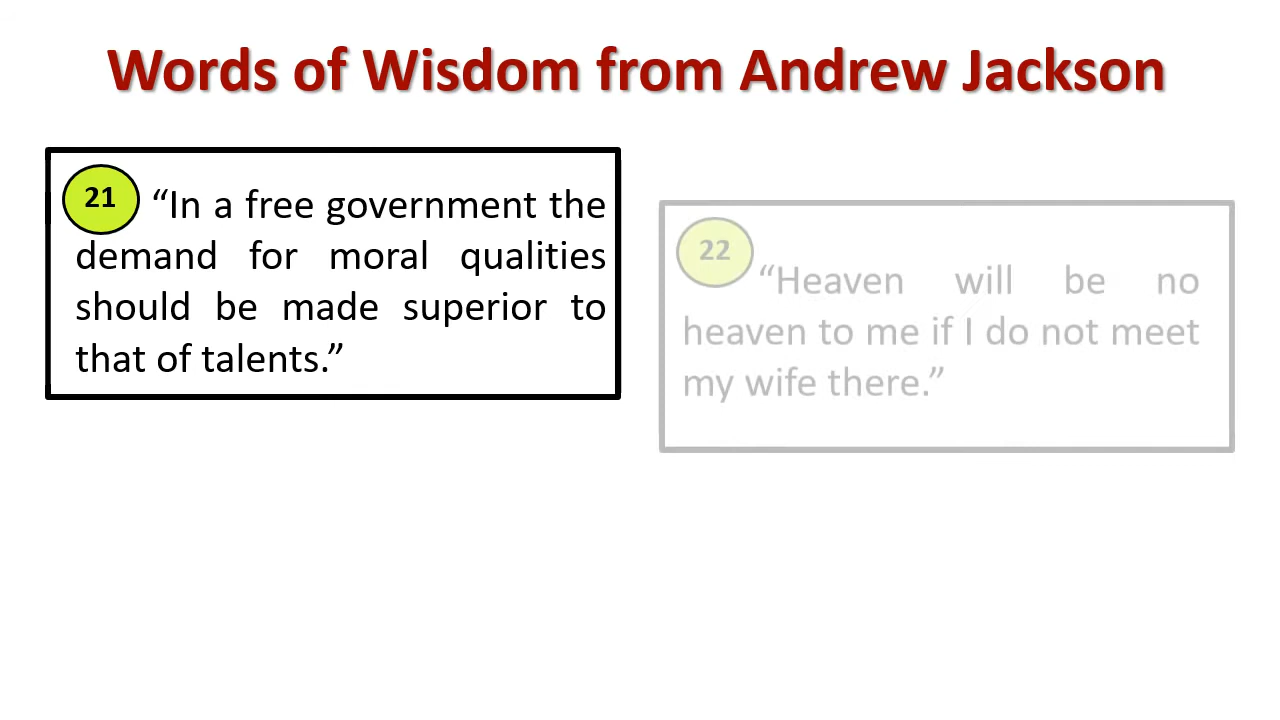 Words of Wisdom from Andrew Jackson
21 “In a free government the
demand for moral qualities
should be made superior to
that of talents.”
22
“Heaven will be no
heaven to me if I do not meet
my wife there.”